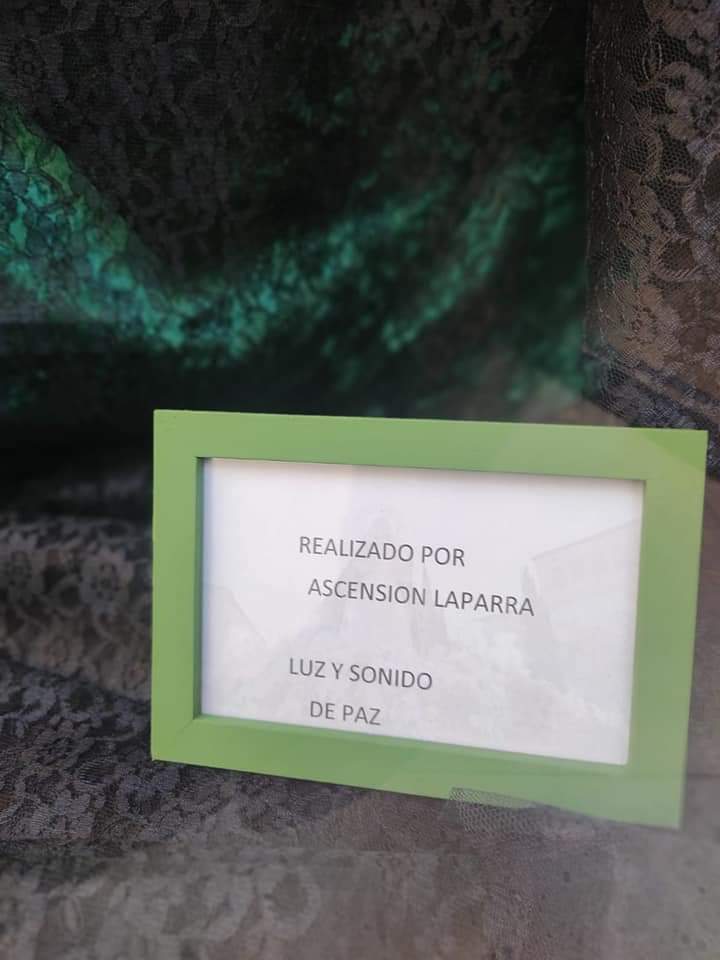 REALIZADO POR
ASCENSION LAPARRA
LUZ Y SONIDO
DE PAZ